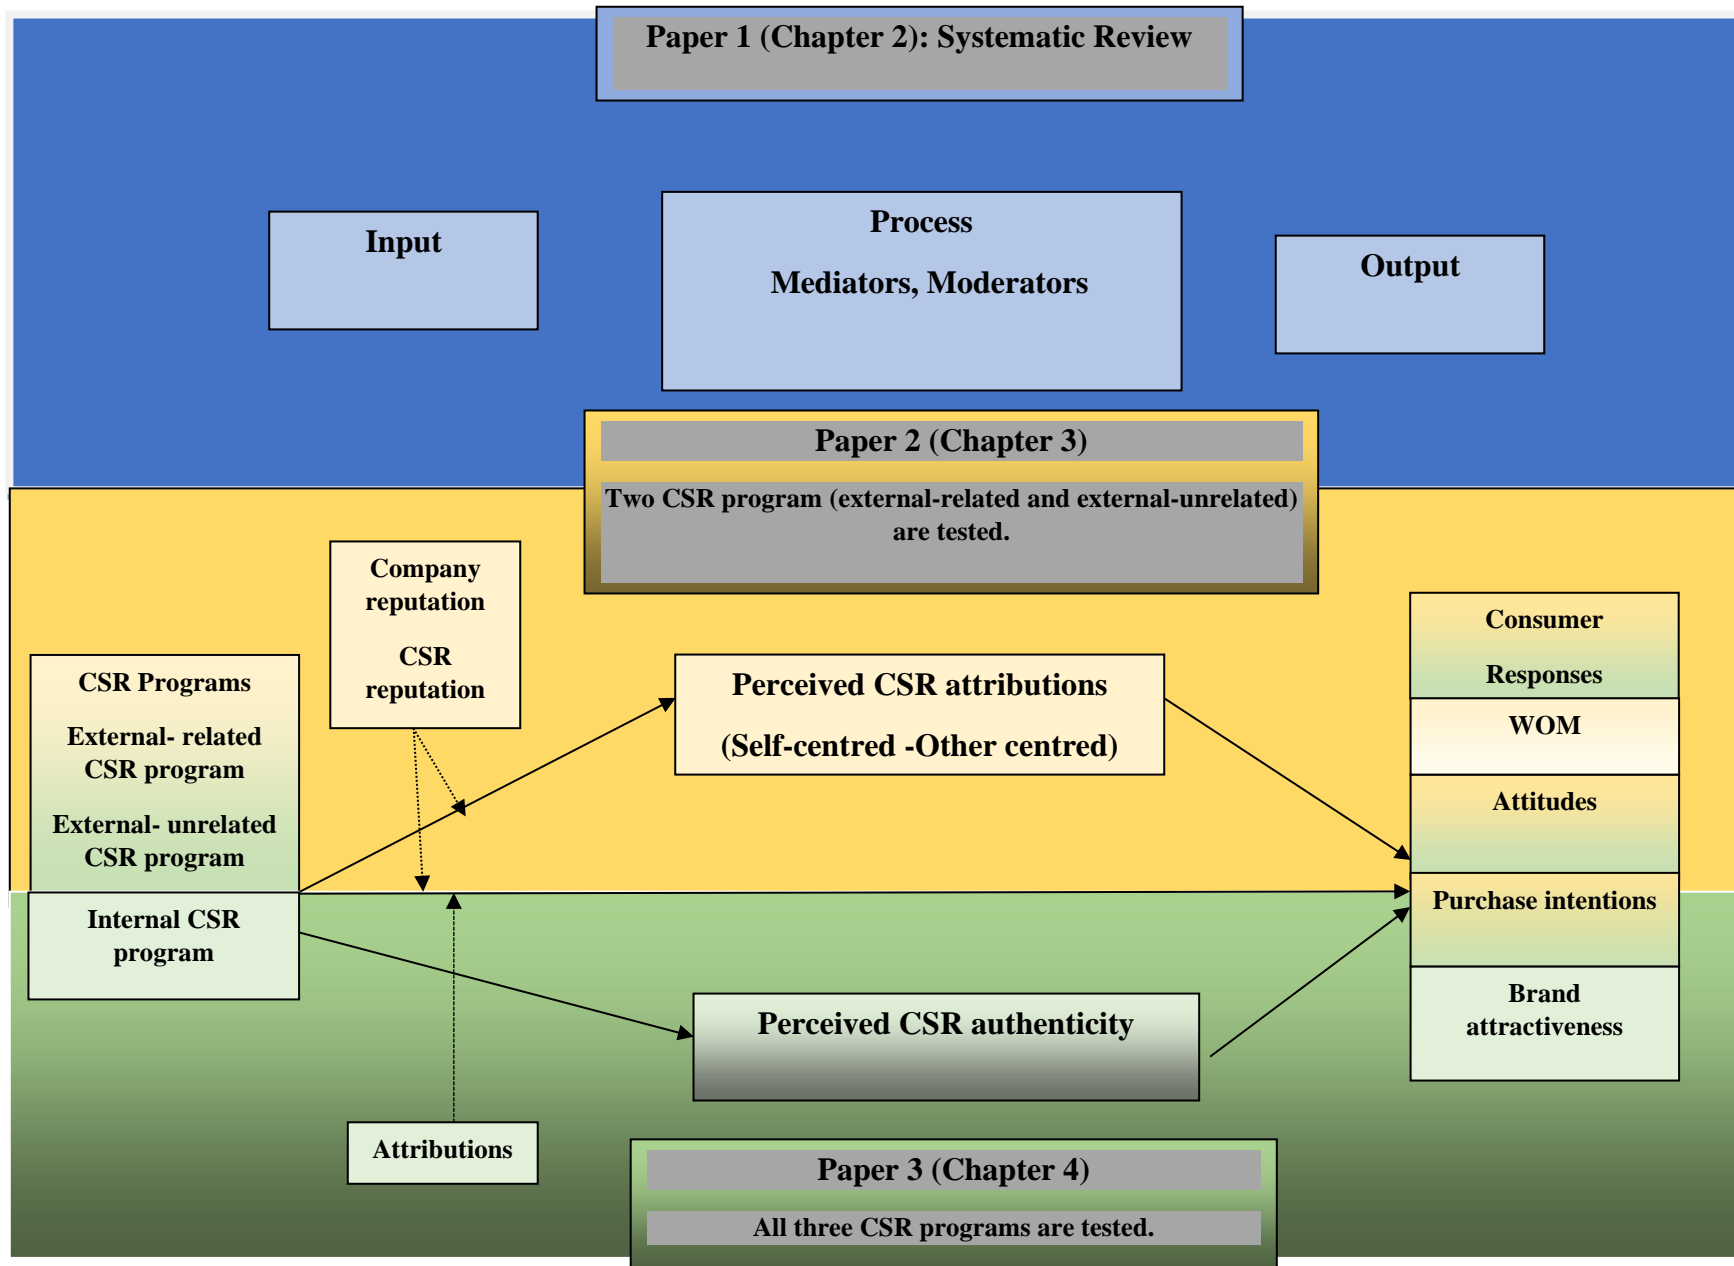 Paper 1 (Chapter 2): Systematic Review
Input
Process
Mediators, Moderators
Output
Paper 2 (Chapter 3)
Two CSR program (external-related and external-unrelated)
are tested.
Company
reputation
CSR
reputation
CSR Programs
External- related
CSR program
External- unrelated
CSR program
Internal CSR
program
Perceived CSR attributions
(Self-centred -Other centred)
Consumer
Responses
WOM
Attitudes
Purchase intentions
Brand
attractiveness
Perceived CSR authenticity
Attributions
Paper 3 (Chapter 4)
All three CSR programs are tested.